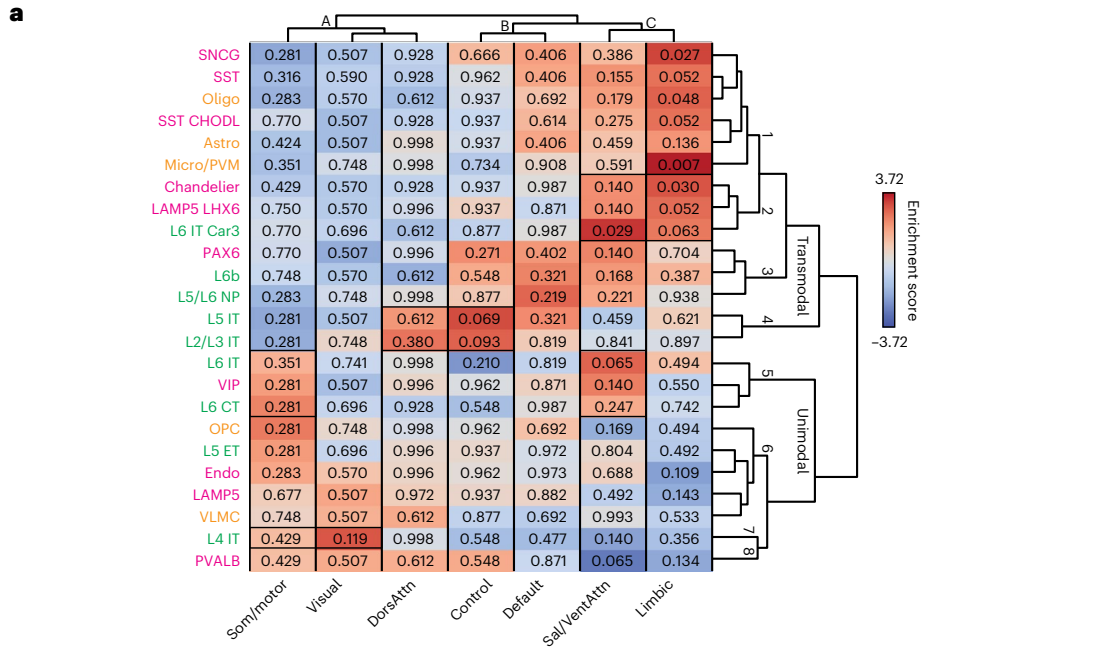 a
A
B
C
SNCG 0.281 0.507 0.928 0.666 0.406 0.386 0.027
SST 0.316 0.590 0.928 0.962 0.406 0.155 0.052
Oligo 0.283 0.570 0.612 0.937 0.692 0.179 0.048
SST CHODL 0.770 0.507 0.928 0.937 0.614 0.275 0.052
Astro 0.424 0.507 0.998 0.937 0.406 0.459 0.136
Micro/PVM 0.351 0.748 0.998 0.734 0.908 0.591 0.007
Chandelier 0.429 0.570 0.928 0.937 0.987 0.140 0.030
LAMP5 LHX6 0.750 0.570 0.996 0.937 0.871 0.140 0.052
L6 IT Car3 0.770 0.696 0.612 0.877 0.987 0.029 0.063
PAX6 0.770 0.507 0.996 0.271 0.402 0.140 0.704
L6b 0.748 0.570 0.612 0.548 0.321 0.168 0.387
L5/L6 NP 0.283 0.748 0.998 0.877 0.219 0.221 0.938
L5 IT 0.281 0.507 0.612 0.069 0.321 0.459 0.621
L2/L3 IT 0.281 0.748 0.380 0.093 0.819 0.841 0.897
L6 IT 0.351 0.741 0.998 0.210 0.819 0.065 0.494
VIP 0.281 0.507 0.996 0.962 0.871 0.140 0.550
L6 CT 0.281 0.696 0.928 0.548 0.987 0.247 0.742
OPC 0.281 0.748 0.998 0.962 0.692 0.169 0.494
L5 ET 0.281 0.696 0.996 0.937 0.972 0.804 0.492
Endo 0.283 0.570 0.996 0.962 0.973 0.688 0.109
LAMP5 0.677 0.507 0.972 0.937 0.882 0.492 0.143
VLMC 0.748 0.507 0.612 0.877 0.692 0.993 0.533
L4 IT 0.429 0.119 0.998 0.548 0.477 0.140 0.356
PVALB 0.429 0.507 0.612 0.548 0.871 0.065 0.134
Som/motor
Visual
DorsAttn
Control
Default
Sal/VentAttn
Limbic
1
2
3
4
5
6
7
8
Transmodal
Unimodal
3.72
Enrichment score
−3.72